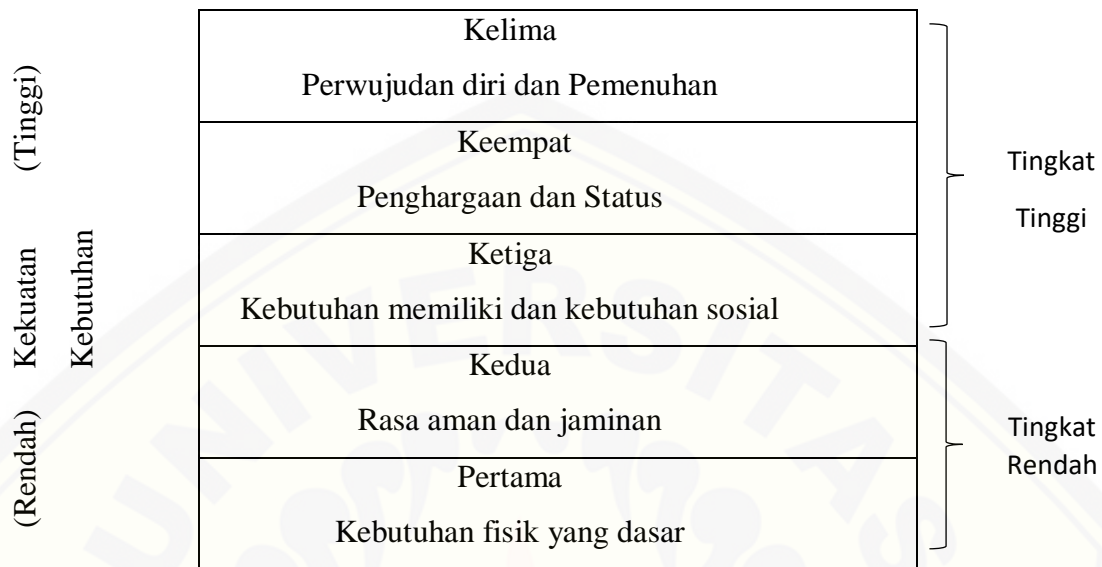 (Tinggi)
Kekuatan
Kebutuhan
(Rendah)
Kelima
Perwujudan diri dan Pemenuhan
Keempat
Penghargaan dan Status
Ketiga
Kebutuhan memiliki dan kebutuhan sosial
Kedua
Rasa aman dan jaminan
Pertama
Kebutuhan fisik yang dasar
Tingkat
Tinggi
Tingkat
Rendah
UNIVERSITAS